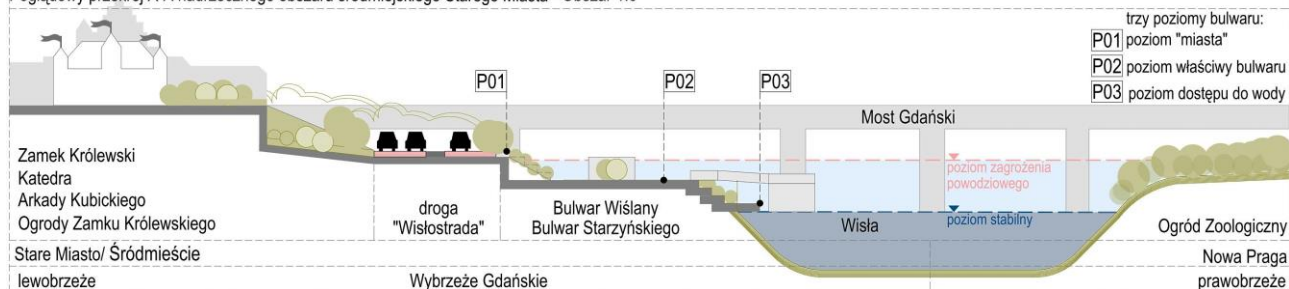 trzy poziomy bulwaru:
P01 poziom "miasta"
P02 poziom właściwy bulwaru
P03 poziom dostępu do wody
P01
P02
P03
Most Gdański
Zamek Królewski
Katedra
Arkady Kubickiego
Ogrody Zamku Królewskiego
droga
"Wisłostrada"
Bulwar Wiślany
Bulwar Starzyńskiego
poziom zagrożenia
powodziowego
poziom stabilny
Wisła
Ogród Zoologiczny
Stare Miasto/ Śródmieście
Nowa Praga
lewobrzeże
Wybrzeże Gdańskie
prawobrzeże